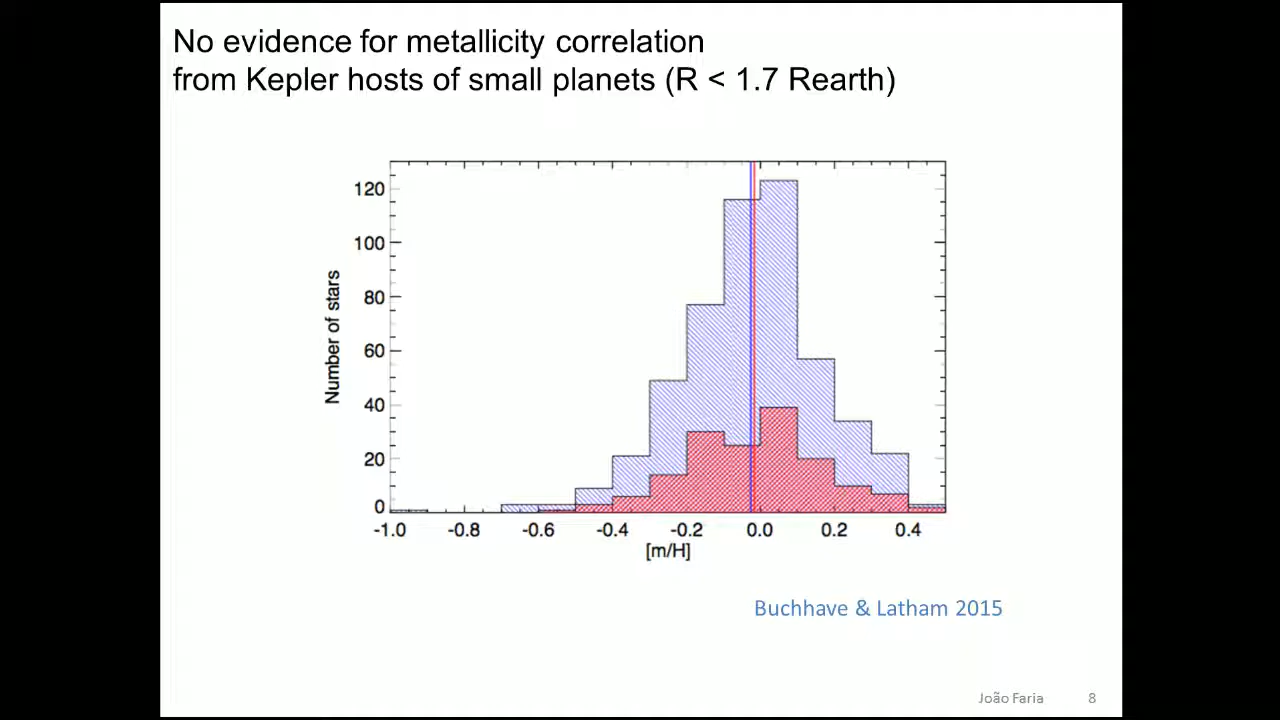 No evidence for metallicity correlation
from Kepler hosts of small planets (R < 1.7 Rearth)
120
100
80
60
40
20
0
Number of stars
-1.0 -0.8 -0.6 -0.4 -0.2 0.0 0.2 0.4
[m/H]
Buchhave & Latham 2015
João Faria 8